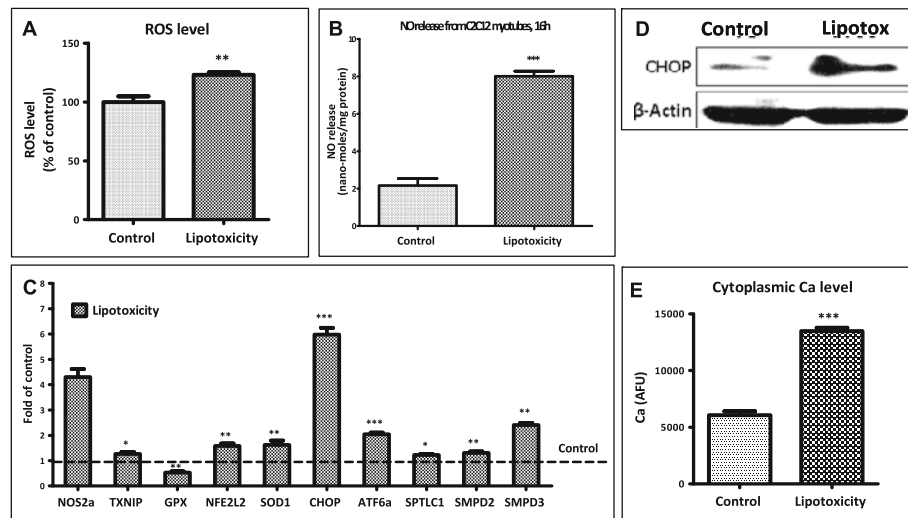 A
ROS level
ROS level
(% of control)
150
100
50
0
**
Control Lipotoxicity
B
NO release from C2C12 myotubes, 16h
NO release
(nano-moles/mg protein)
10
8
6
4
2
0
***
Control Lipotoxicity
D
Control Lipotox
CHOP
β-Actin
C
Lipotoxicity
Fold of control
8
7
6
5
4
3
2
1
0
* ** ** ** *** *** * ** **
Control
NOS2a TXNIP GPX NFE2L2 SOD1 CHOP ATF6a SPTLC1 SMPD2 SMPD3
E
Cytoplasmic Ca level
Ca (AFU)
15000
10000
5000
0
***
Control Lipotoxicity